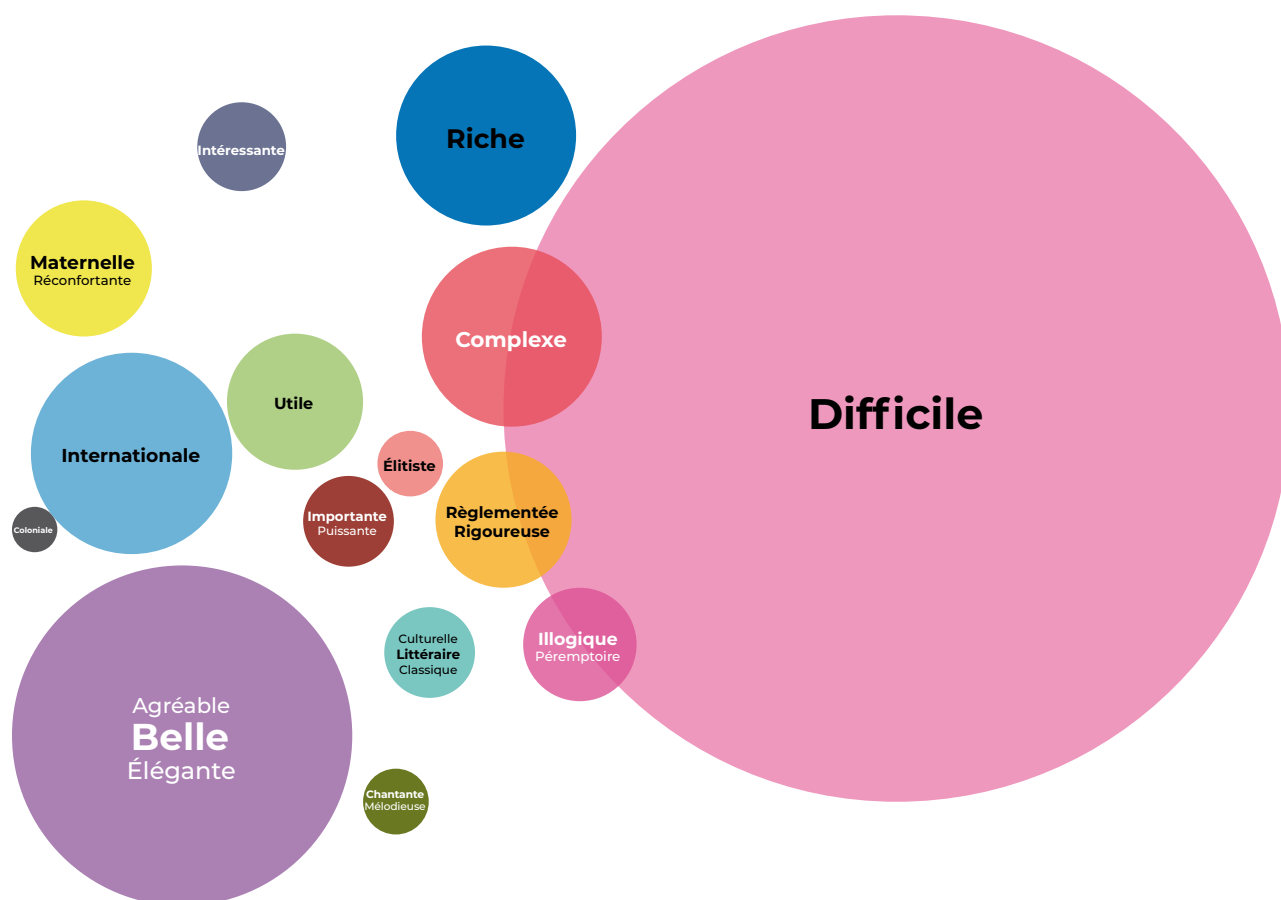 Riche
Intéressante
Maternelle
Réconfortante
Complexe
Utile
Difficile
Internationale
Élitiste
Importante
Puissante
Règlementée
Rigoureuse
Coloniale
Culturelle
Littéraire
Classique
Illogique
Péremptoire
Agréable
Belle
Élégante
Chantante
Mélodieuse